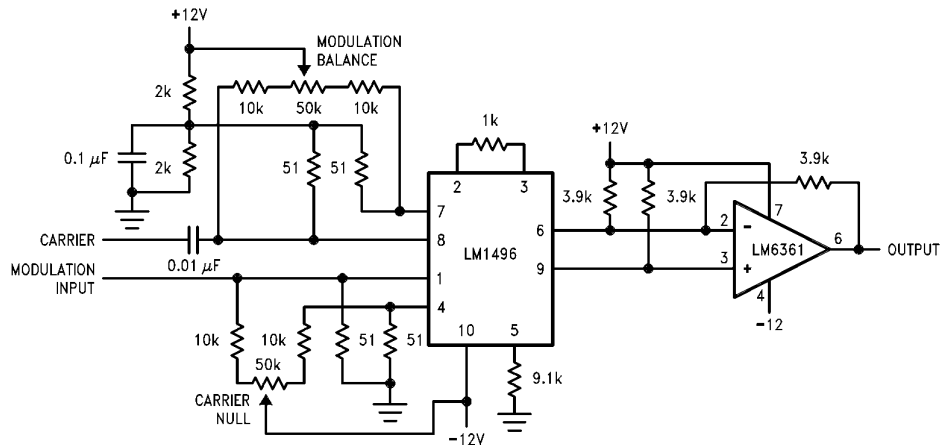 +12V
MODULATION
BALANCE
2k
10k
50k
10k
1k
+12V
0.1 μF
2k
51
51
2
3
3.9k
3.9k
3.9k
7
7
6
2
-
LM6361
6
OUTPUT
CARRIER
8
LM1496
0.01 μF
9
3
+
MODULATION
INPUT
1
4
4
-12
10k
10k
51
51
10
5
50k
9.1k
CARRIER
NULL
-12V